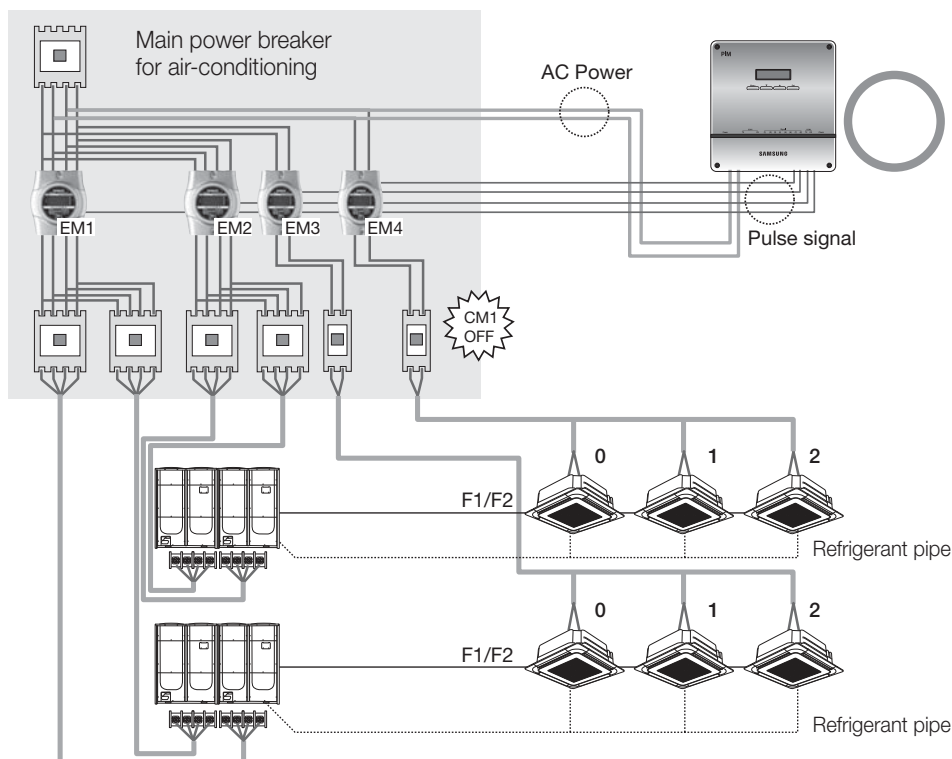 Main power breaker
for air-conditioning
AC Power
PIM
SAMSUNG
EM1
EM2
EM3
EM4
Pulse signal
CM1
OFF
0
1
2
F1/F2
Refrigerant pipe
0
1
2
F1/F2
Refrigerant pipe